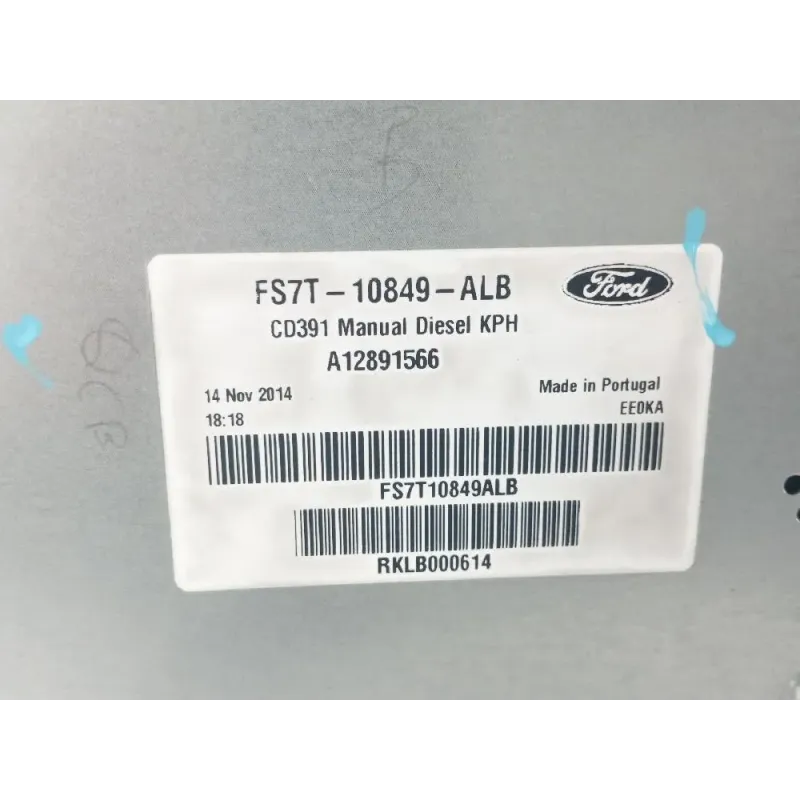 FS7T-10849-ALB
Ford
CD391 Manual Diesel KPH
A12891566
14 Nov 2014
Made in Portugal
18:18
EE0KA
FS7T10849ALB
RKLB000614